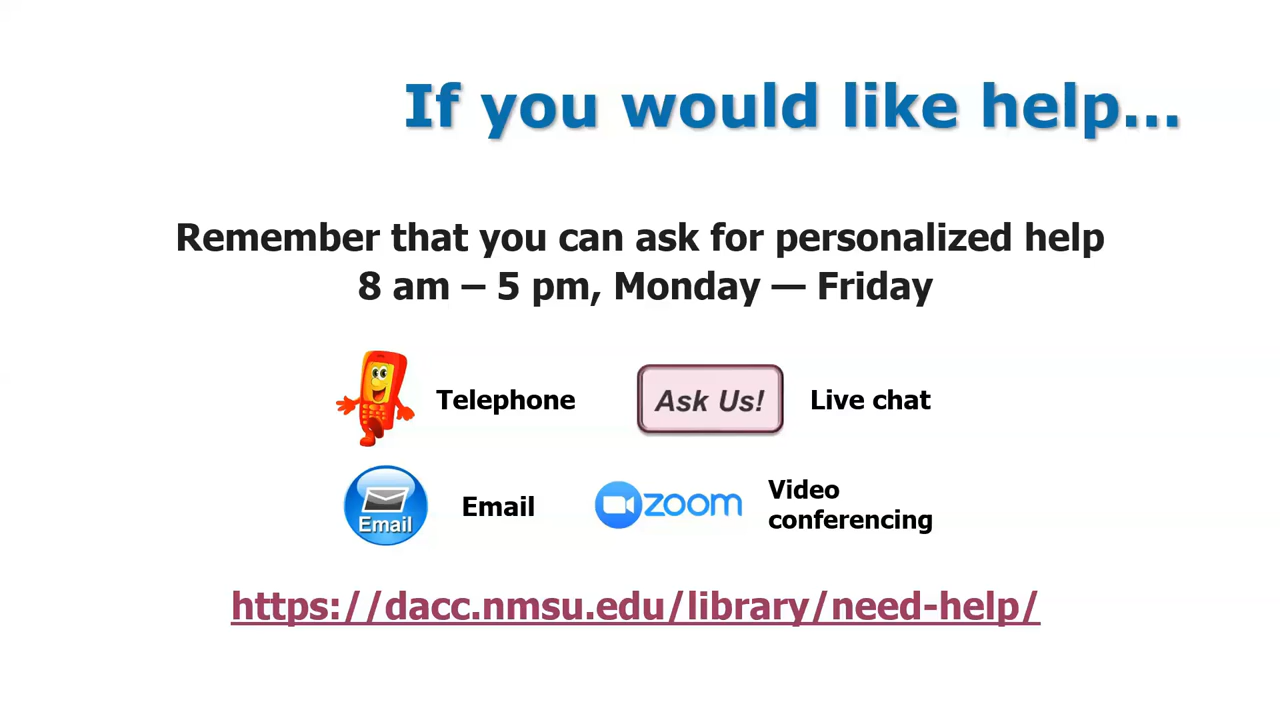 If you would like help...
Remember that you can ask for personalized help
8 am – 5 pm, Monday — Friday
Telephone
Ask Us!
Live chat
Email
Email
zoom
Video
conferencing
https://dacc.nmsu.edu/library/need-help/